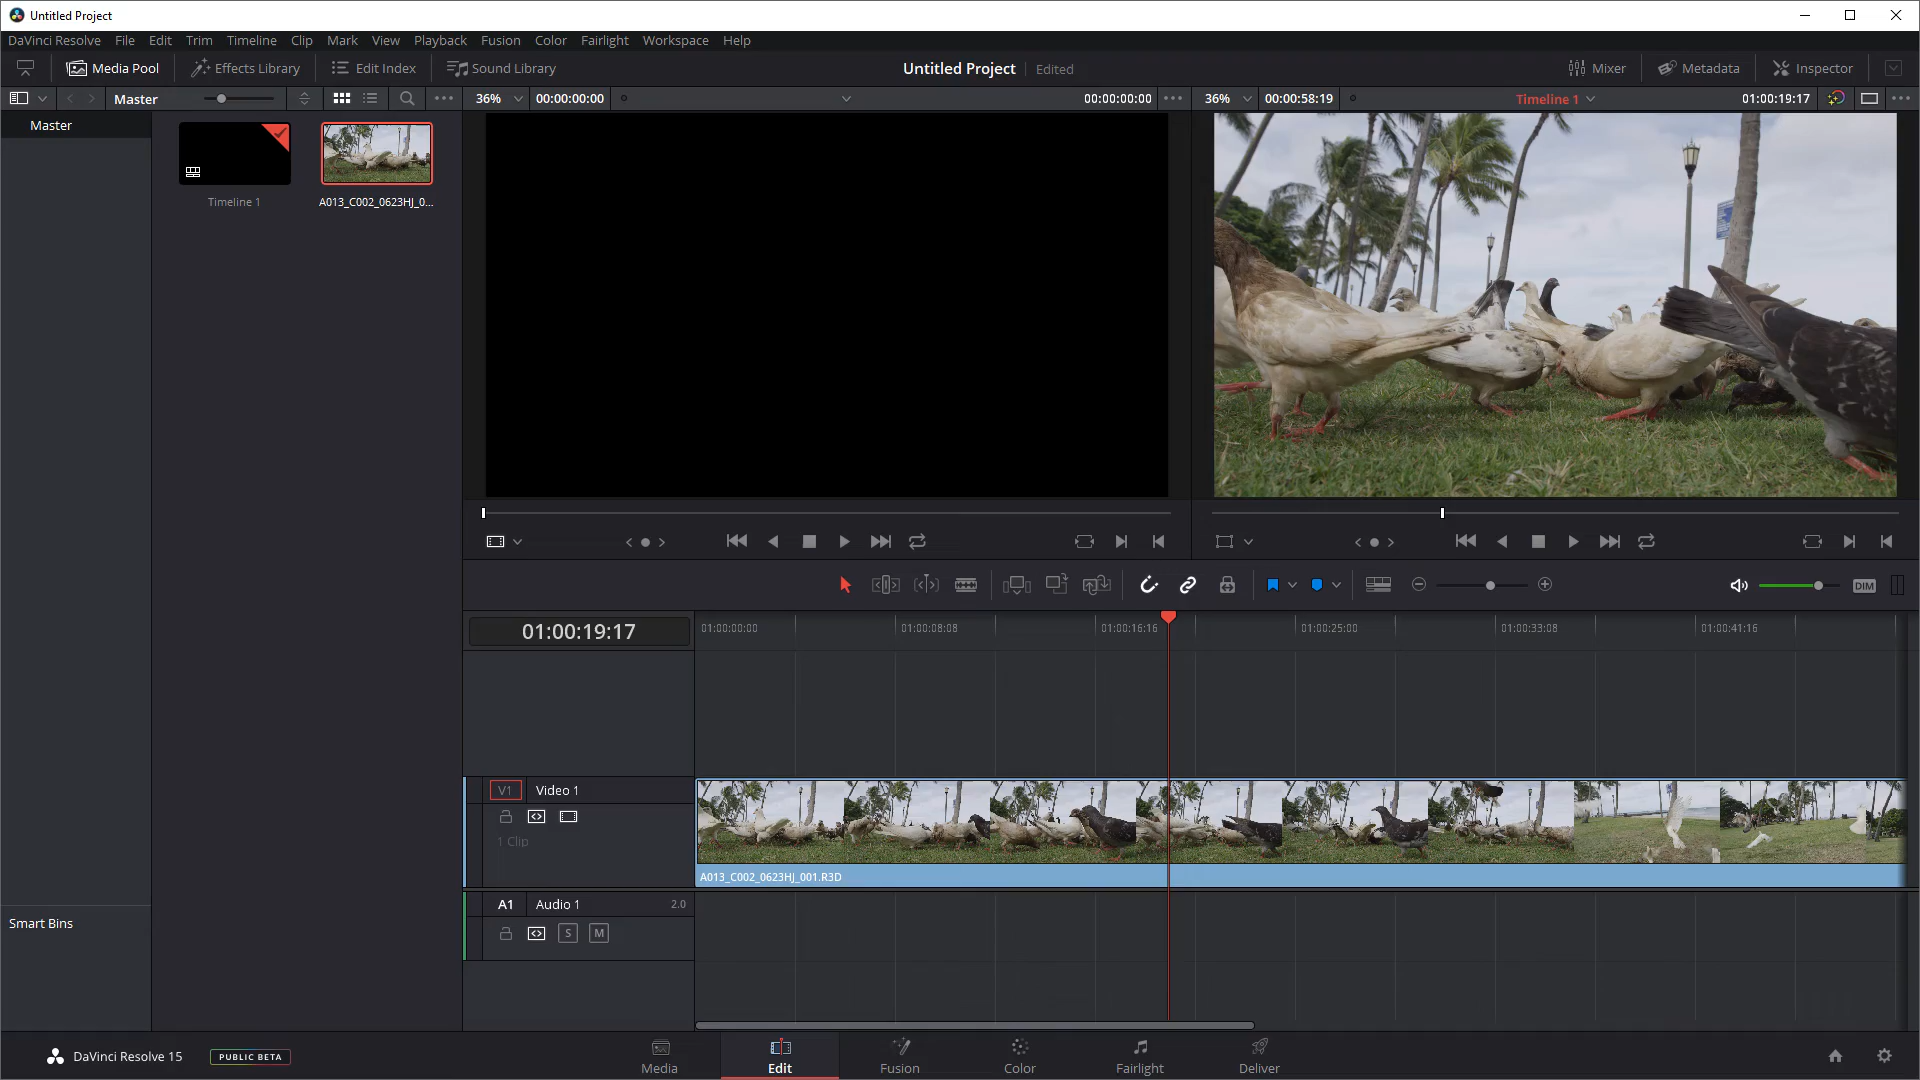 Untitled Project
DaVinci Resolve File Edit Trim Timeline Clip Mark View Playback Fusion Color Fairlight Workspace Help
Media Pool Effects Library Edit Index Sound Library Untitled Project Edited Mixer Metadata Inspector
Master 36% 00:00:00:00 00:00:00:00 36% 00:00:58:19 Timeline 1 01:00:19:17
Master
Timeline 1 A013_C002_0623HJ_0...
DIM
01:00:19:17 01:00:00:00 01:00:08:08 01:00:16:16 01:00:25:00 01:00:33:08 01:00:41:16
V1 Video 1
1 Clip
A013_C002_0623HJ_001.R3D
A1 Audio 1 2.0
Smart Bins
S M
DaVinci Resolve 15 PUBLIC BETA
Media Edit Fusion Color Fairlight Deliver